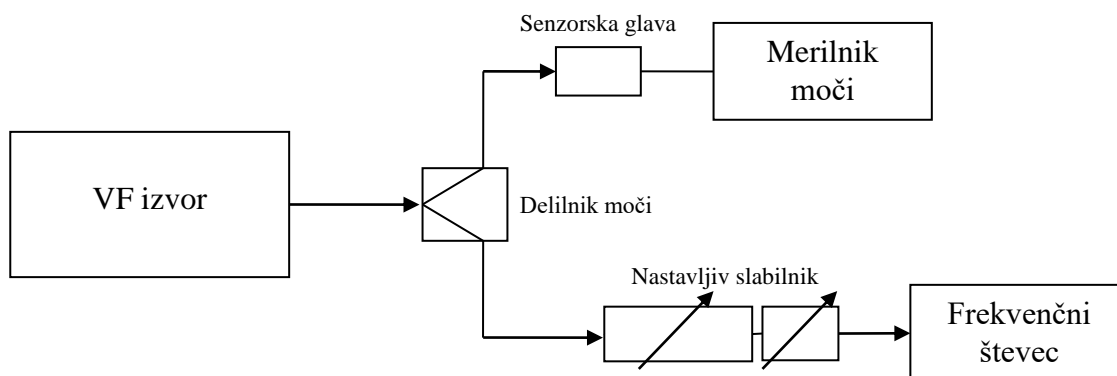 Senzorska glava
Merilnik
moči
VF izvor
Delilnik moči
Nastavljiv slabilnik
Frekvenčni
števec